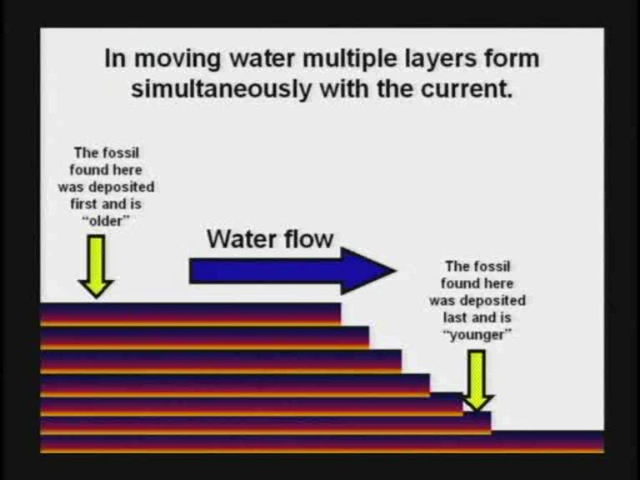 In moving water multiple layers form
simultaneously with the current.
The fossil
found here
was deposited
first and is
“older”
Water flow
The fossil
found here
was deposited
last and is
“younger”